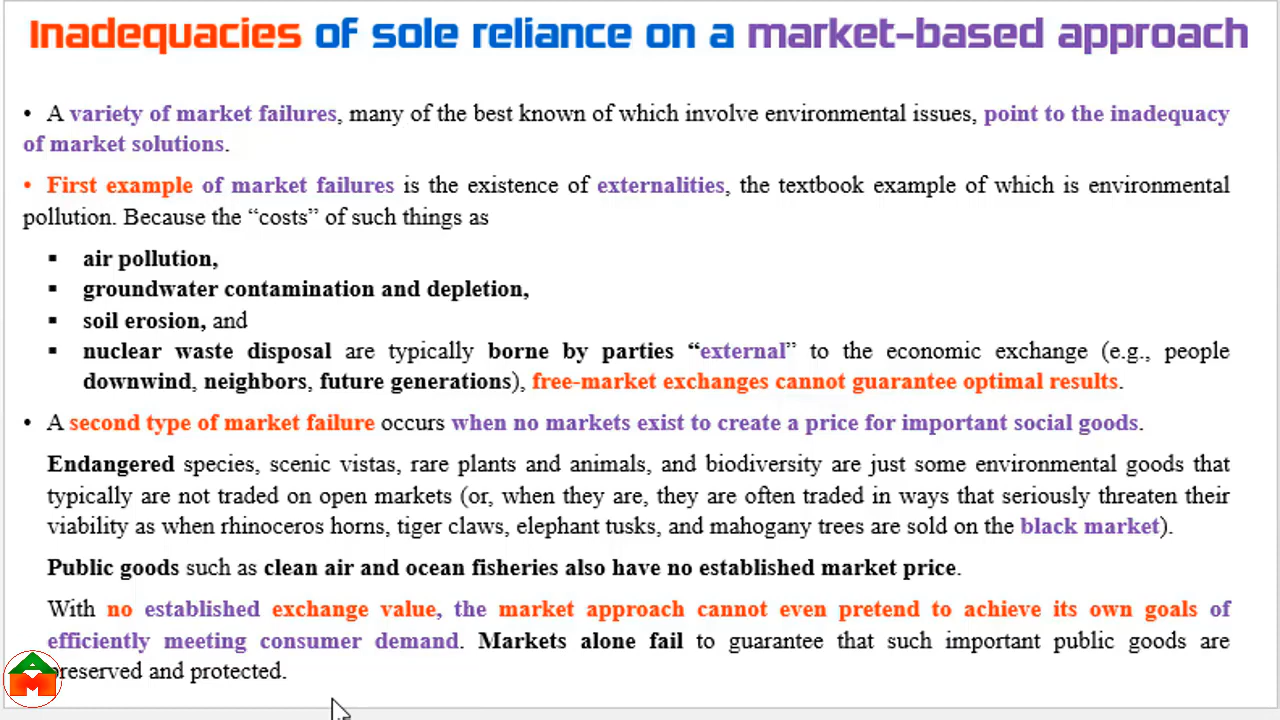 Inadequacies of sole reliance on a market-based approach
• A variety of market failures, many of the best known of which involve environmental issues, point to the inadequacy
of market solutions.
• First example of market failures is the existence of externalities, the textbook example of which is environmental
pollution. Because the “costs” of such things as
▪ air pollution,
▪ groundwater contamination and depletion,
▪ soil erosion, and
▪ nuclear waste disposal are typically borne by parties “external” to the economic exchange (e.g., people
downwind, neighbors, future generations), free-market exchanges cannot guarantee optimal results.
• A second type of market failure occurs when no markets exist to create a price for important social goods.
Endangered species, scenic vistas, rare plants and animals, and biodiversity are just some environmental goods that
typically are not traded on open markets (or, when they are, they are often traded in ways that seriously threaten their
viability as when rhinoceros horns, tiger claws, elephant tusks, and mahogany trees are sold on the black market).
Public goods such as clean air and ocean fisheries also have no established market price.
With no established exchange value, the market approach cannot even pretend to achieve its own goals of
efficiently meeting consumer demand. Markets alone fail to guarantee that such important public goods are
preserved and protected.